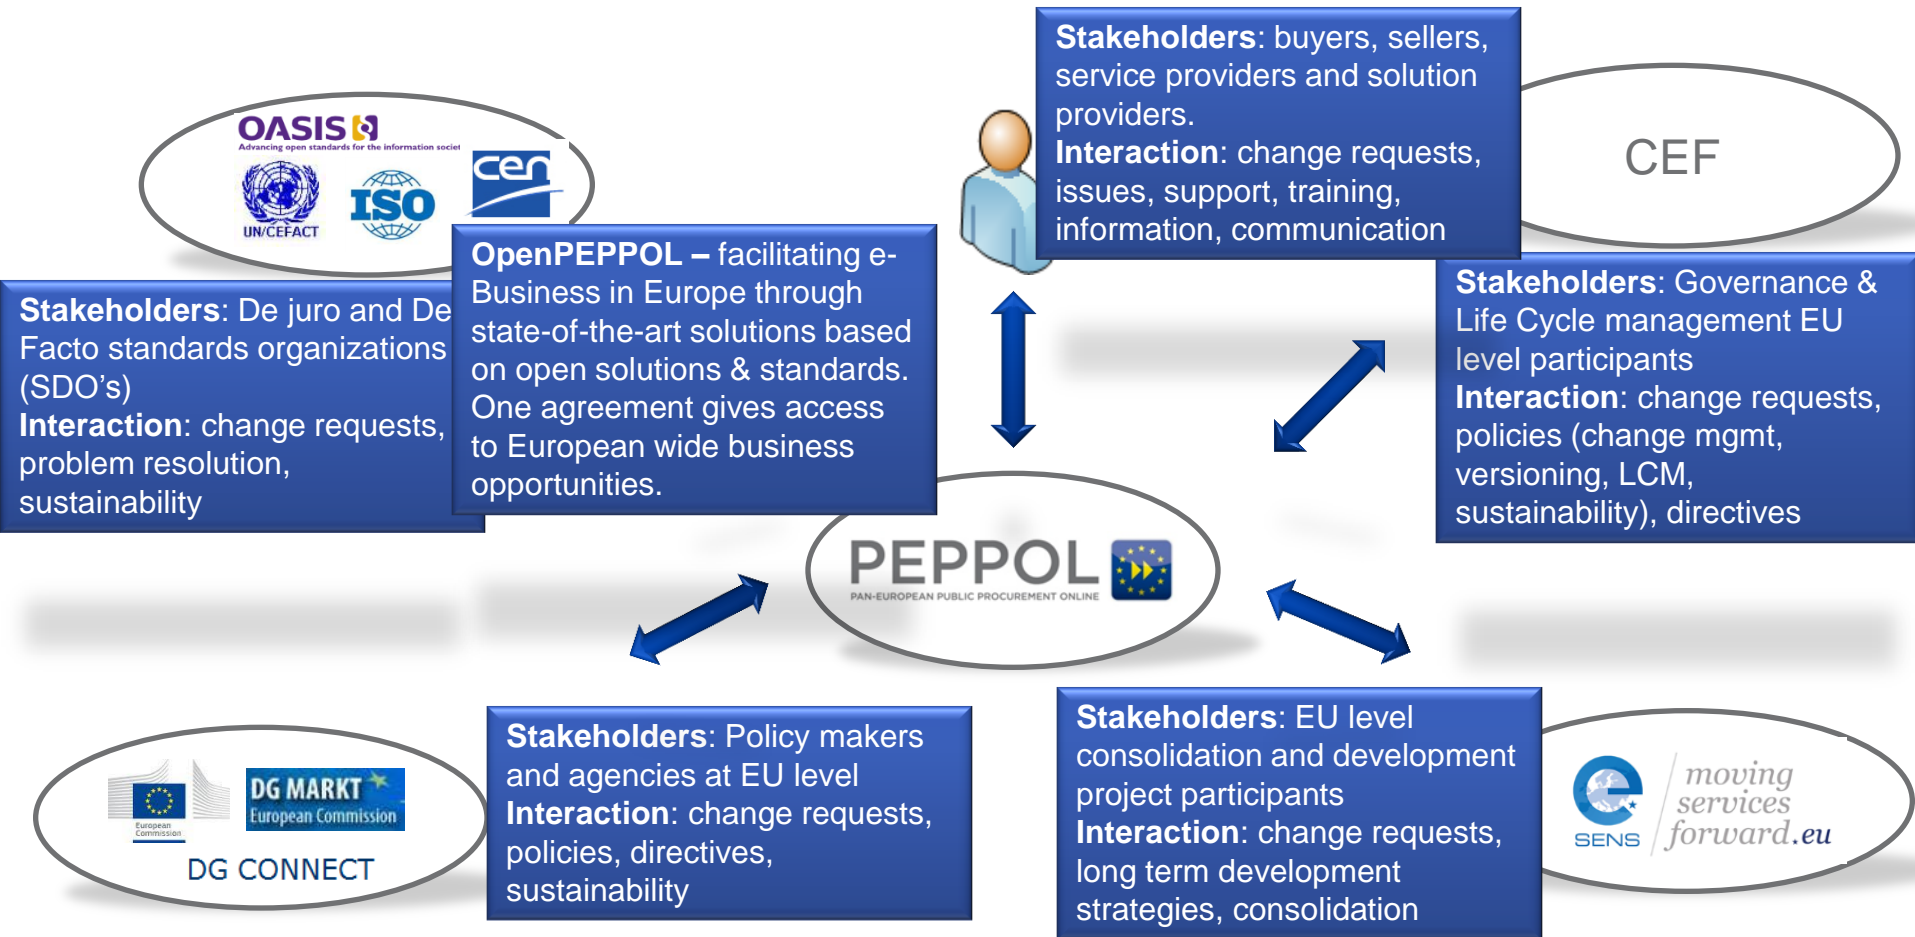 OASIS
Advancing open standards for the information societ
UN/CEFACT
ISO
cen
Stakeholders: De juro and De
Facto standards organizations
(SDO's)
Interaction: change requests,
problem resolution,
sustainability
OpenPEPPOL – facilitating e-
Business in Europe through
state-of-the-art solutions based
on open solutions & standards.
One agreement gives access
to European wide business
opportunities.
Stakeholders: buyers, sellers,
service providers and solution
providers.
Interaction: change requests,
issues, support, training,
information, communication
CEF
Stakeholders: Governance &
Life Cycle management EU
level participants
Interaction: change requests,
policies (change mgmt,
versioning, LCM,
sustainability), directives
PEPPOL
PAN-EUROPEAN PUBLIC PROCUREMENT ONLINE
European
Commission
DG MARKT
European Commission
DG CONNECT
Stakeholders: Policy makers
and agencies at EU level
Interaction: change requests,
policies, directives,
sustainability
Stakeholders: EU level
consolidation and development
project participants
Interaction: change requests,
long term development
strategies, consolidation
e
SENS
moving
services
forward.eu